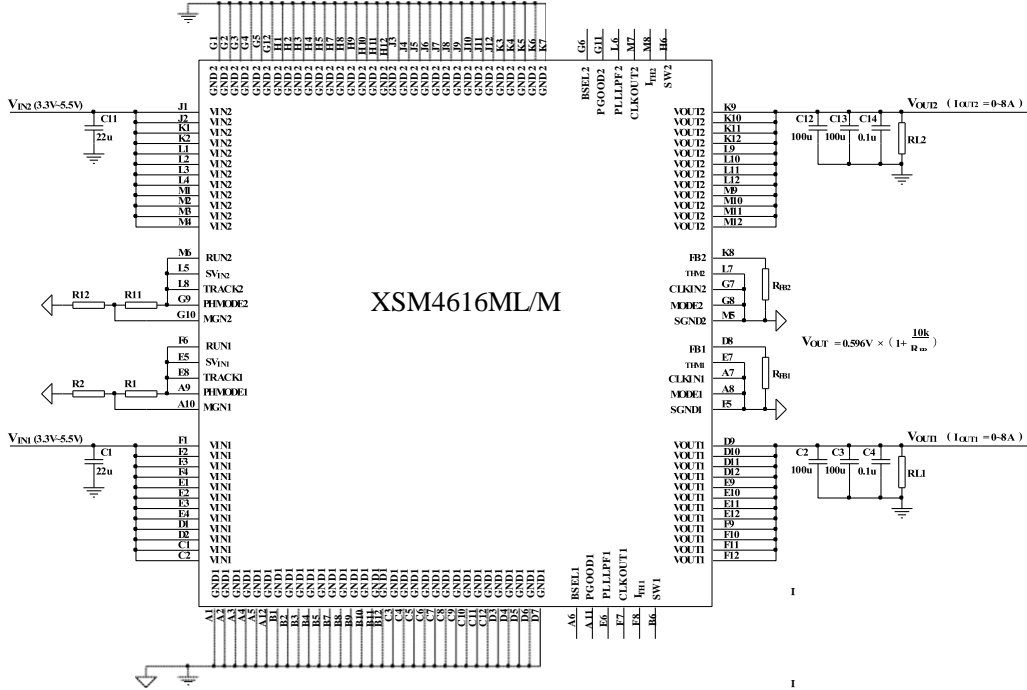 G1 G2 G3 G4 G5 G12 H1 H2 H3 H4 H5 H7 H8 H9 H10 H11 H12 J3 J4 J5 J6 J7 J8 J9 J10 J11 J12 K3 K4 K5 K6 K7
GND2 GND2 GND2 GND2 GND2 GND2 GND2 GND2 GND2 GND2 GND2 GND2 GND2 GND2 GND2 GND2 GND2 GND2 GND2 GND2 GND2 GND2 GND2 GND2 GND2 GND2 GND2 GND2 GND2 GND2 GND2 GND2
G6 G11 L6 M7 M8 H6
BSEL2 PGOOD2 PLLLPF2 CLKOUT2 ITH2 SW2
VIN2 (3.3V~5.5V)
C11
22u
J1 VIN2
J2 VIN2
K1 VIN2
K2 VIN2
L1 VIN2
L2 VIN2
L3 VIN2
L4 VIN2
M1 VIN2
M2 VIN2
M3 VIN2
M4 VIN2
VOUT2 K9
VOUT2 K10
VOUT2 K11
VOUT2 K12
VOUT2 L9
VOUT2 L10
VOUT2 L11
VOUT2 L12
VOUT2 M9
VOUT2 M10
VOUT2 M11
VOUT2 M12
VOUT2 ( IOUT2 = 0~8A )
C12 C13 C14
100u 100u 0.1u
RL2
M6 RUN2
L5 SVIN2
L8 TRACK2
G9 PHMODE2
G10 MGN2
R12 R11
FB2 K8
THM2 L7
CLKIN2 G7
MODE2 G8
SGND2 M5
RFB2
XSM4616ML/M
VOUT = 0.596V × ( 1+ 10k
F6 RUN1
E5 SVIN1
E8 TRACK1
A9 PHMODE1
A10 MGN1
R2 R1
FB1 D8
THM1 E7
CLKIN1 A7
MODE1 A8
SGND1 F5
RFB1
VIN1 (3.3V~5.5V)
C1
22u
F1 VIN1
F2 VIN1
F3 VIN1
F4 VIN1
E1 VIN1
E2 VIN1
E3 VIN1
E4 VIN1
D1 VIN1
D2 VIN1
C1 VIN1
C2 VIN1
VOUT1 D9
VOUT1 D10
VOUT1 D11
VOUT1 D12
VOUT1 E9
VOUT1 E10
VOUT1 E11
VOUT1 E12
VOUT1 F9
VOUT1 F10
VOUT1 F11
VOUT1 F12
VOUT1 ( IOUT1 = 0~8A )
C2 C3 C4
100u 100u 0.1u
RL1
GND1 GND1 GND1 GND1 GND1 GND1 GND1 GND1 GND1 GND1 GND1 GND1 GND1 GND1 GND1 GND1 GND1 GND1 GND1 GND1 GND1 GND1 GND1 GND1 GND1 GND1 GND1 GND1 GND1 GND1 GND1 GND1
A1 A2 A3 A4 A5 A12 B1 B2 B3 B4 B5 B7 B8 B9 B10 B11 B12 C3 C4 C5 C6 C7 C8 C9 C10 C11 C12 D3 D4 D5 D6 D7
BSEL1 PGOOD1 PLLLPF1 CLKOUT1 ITH1 SW1
A6 A11 E6 F7 F8 B6
I
I